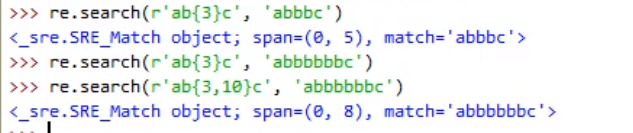 >>> re.search(r'ab{3}c', 'abbbc')
<_sre.SRE_Match object; span=(0, 5), match='abbbc'>
>>> re.search(r'ab{3}c', 'abbbbbbc')
>>> re.search(r'ab{3,10}c', 'abbbbbbc')
<_sre.SRE_Match object; span=(0, 8), match='abbbbbbc'>